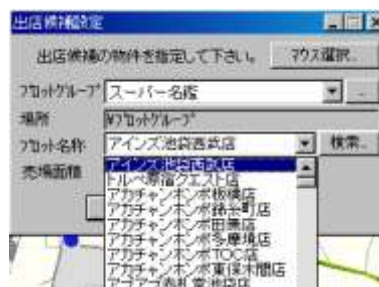 出店候補設定
出店候補の物件を指定して下さい。 マウス選択..
プロットグループ スーパー名鑑 ..
場所 ¥プロットグループ
プロット名称 アインズ池袋西武店 検索..
売場面積 アインズ池袋西武店
トルペ原宿クエスト店
アカチャンホンポ板橋店
アカチャンホンポ錦糸町店
アカチャンホンポ田無店
アカチャンホンポ多摩境店
アカチャンホンポTOC店
アカチャンホンポ東保木間店